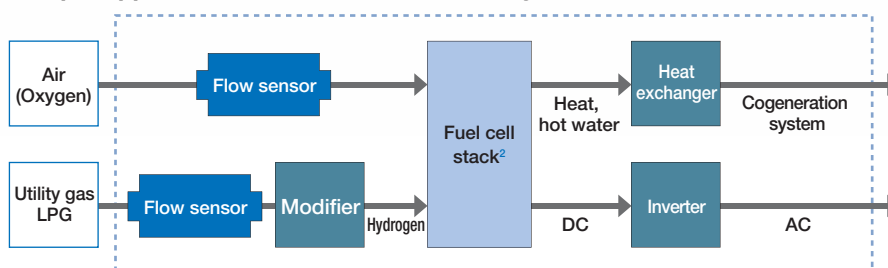 Air
(Oxygen)
Flow sensor
Fuel cell
stack2
Heat,
hot water
Heat
exchanger
Cogeneration
system
Utility gas
LPG
Flow sensor
Modifier
Hydrogen
DC
Inverter
AC